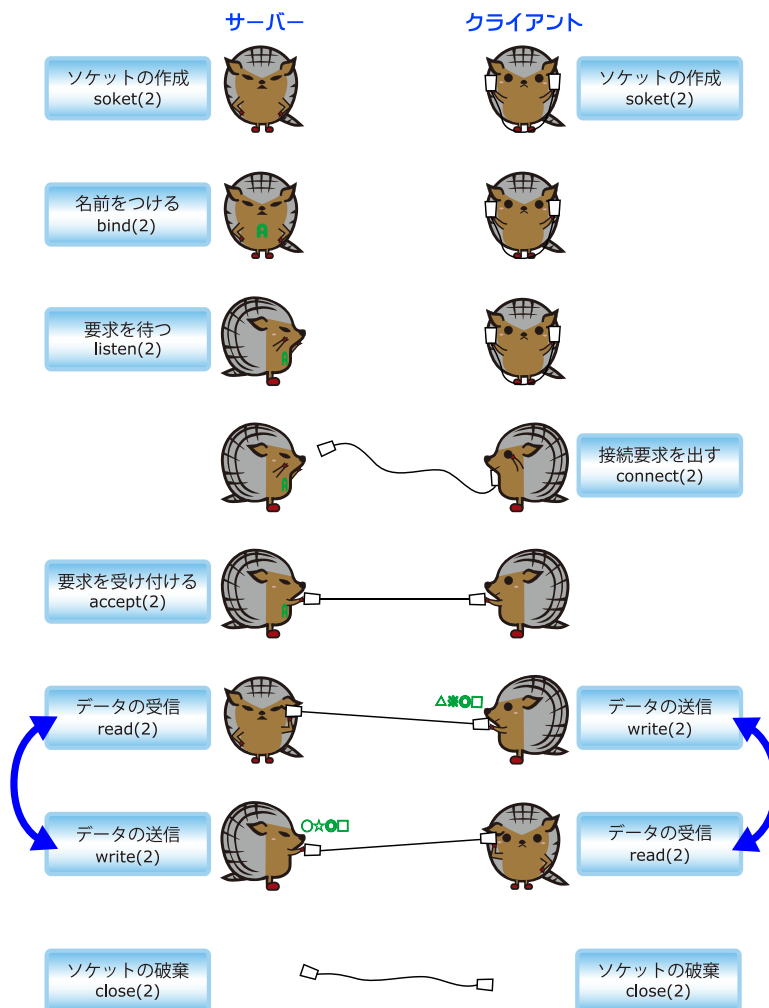 サーバー
クライアント
ソケットの作成
soket(2)
ソケットの作成
soket(2)
名前をつける
bind(2)
A
要求を待つ
listen(2)
A
接続要求を出す
connect(2)
A
要求を受け付ける
accept(2)
A
データの受信
read(2)
△※◎□
データの送信
write(2)
データの送信
write(2)
○☆◎□
データの受信
read(2)
ソケットの破棄
close(2)
ソケットの破棄
close(2)